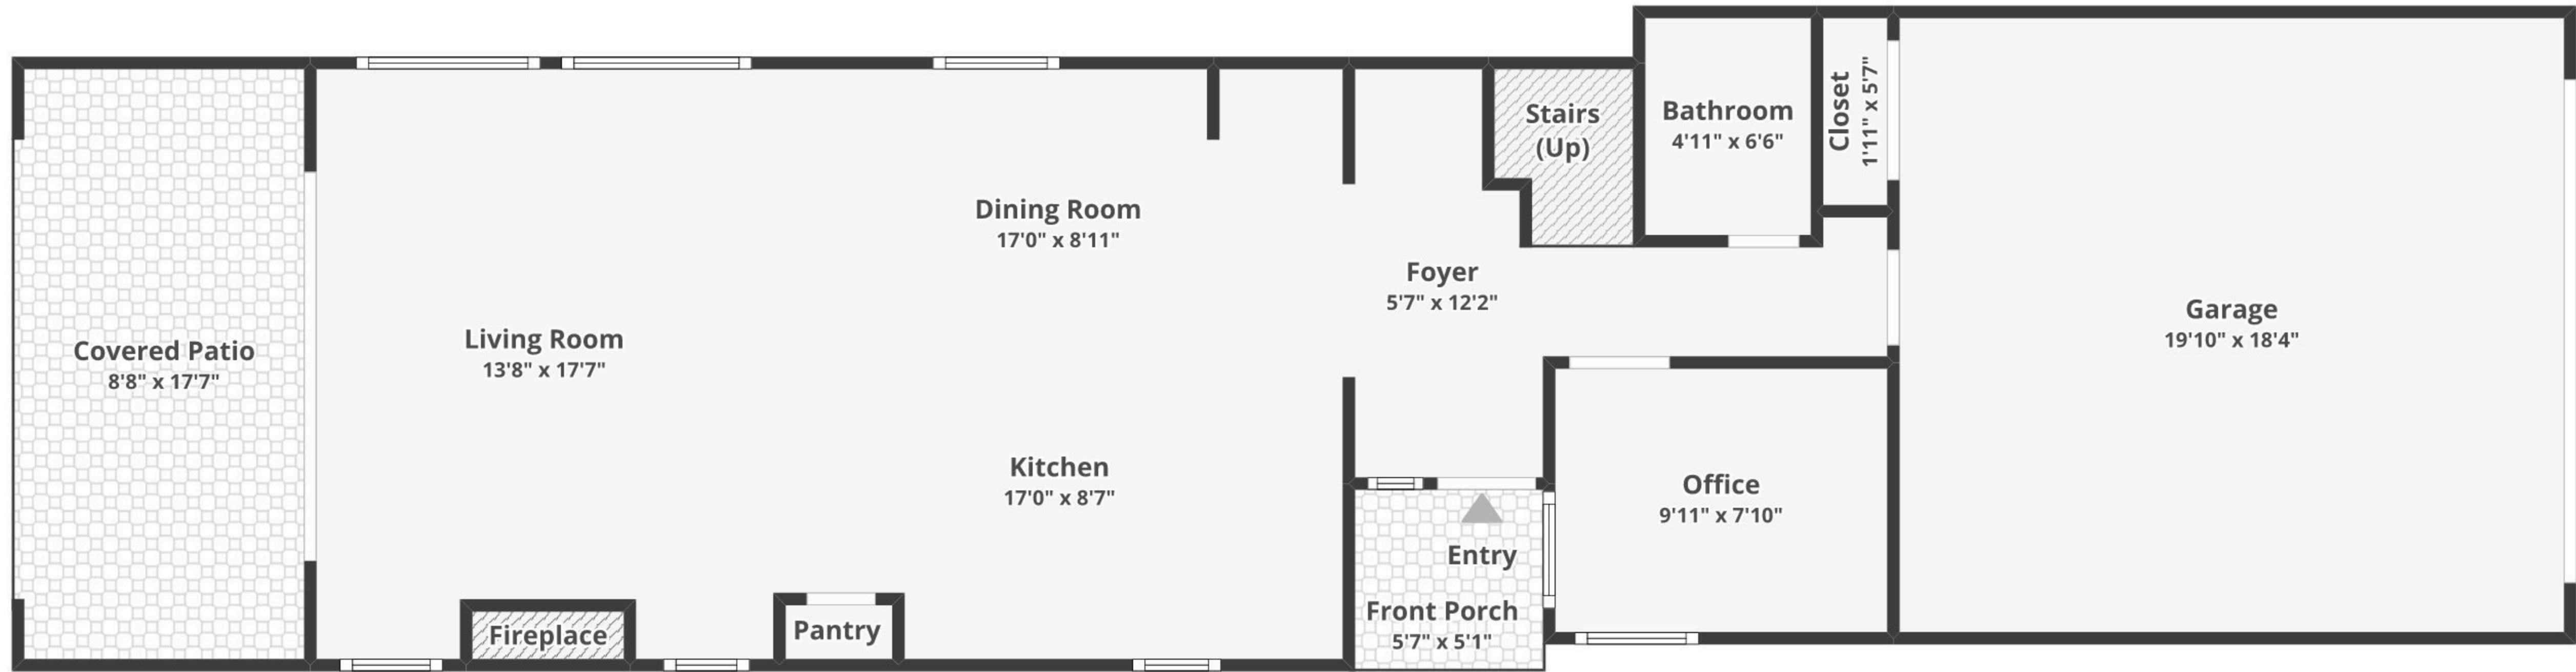 Covered Patio
8'8" x 17'7"
Living Room
13'8" x 17'7"
Fireplace
Pantry
Dining Room
17'0" x 8'11"
Kitchen
17'0" x 8'7"
Foyer
5'7" x 12'2"
Stairs
(Up)
Bathroom
4'11" x 6'6"
Closet
1'11" x 5'7"
Entry
Front Porch
5'7" x 5'1"
Office
9'11" x 7'10"
Garage
19'10" x 18'4"